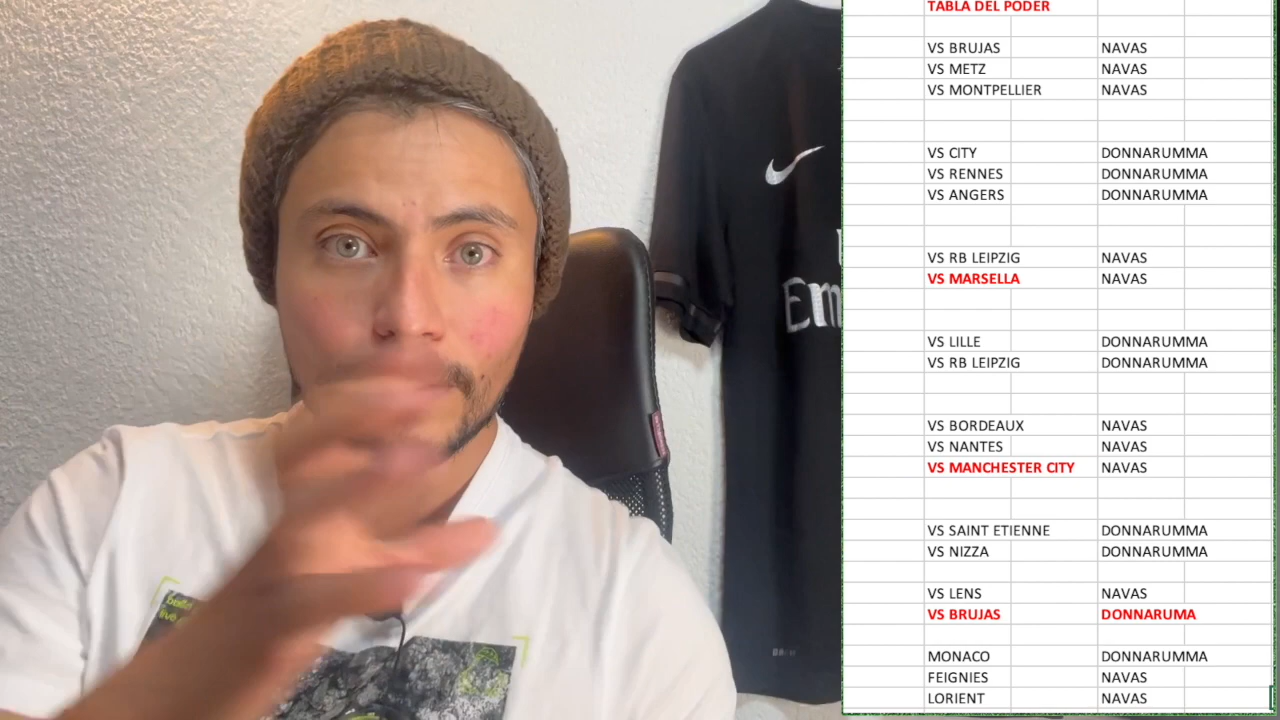 TABLA DEL PODER
VS BRUJAS NAVAS
VS METZ NAVAS
VS MONTPELLIER NAVAS
VS CITY DONNARUMMA
VS RENNES DONNARUMMA
VS ANGERS DONNARUMMA
VS RB LEIPZIG NAVAS
VS MARSELLA NAVAS
VS LILLE DONNARUMMA
VS RB LEIPZIG DONNARUMMA
VS BORDEAUX NAVAS
VS NANTES NAVAS
VS MANCHESTER CITY NAVAS
VS SAINT ETIENNE DONNARUMMA
VS NIZZA DONNARUMMA
VS LENS NAVAS
VS BRUJAS DONNARUMA
MONACO DONNARUMMA
FEIGNIES NAVAS
LORIENT NAVAS
Em